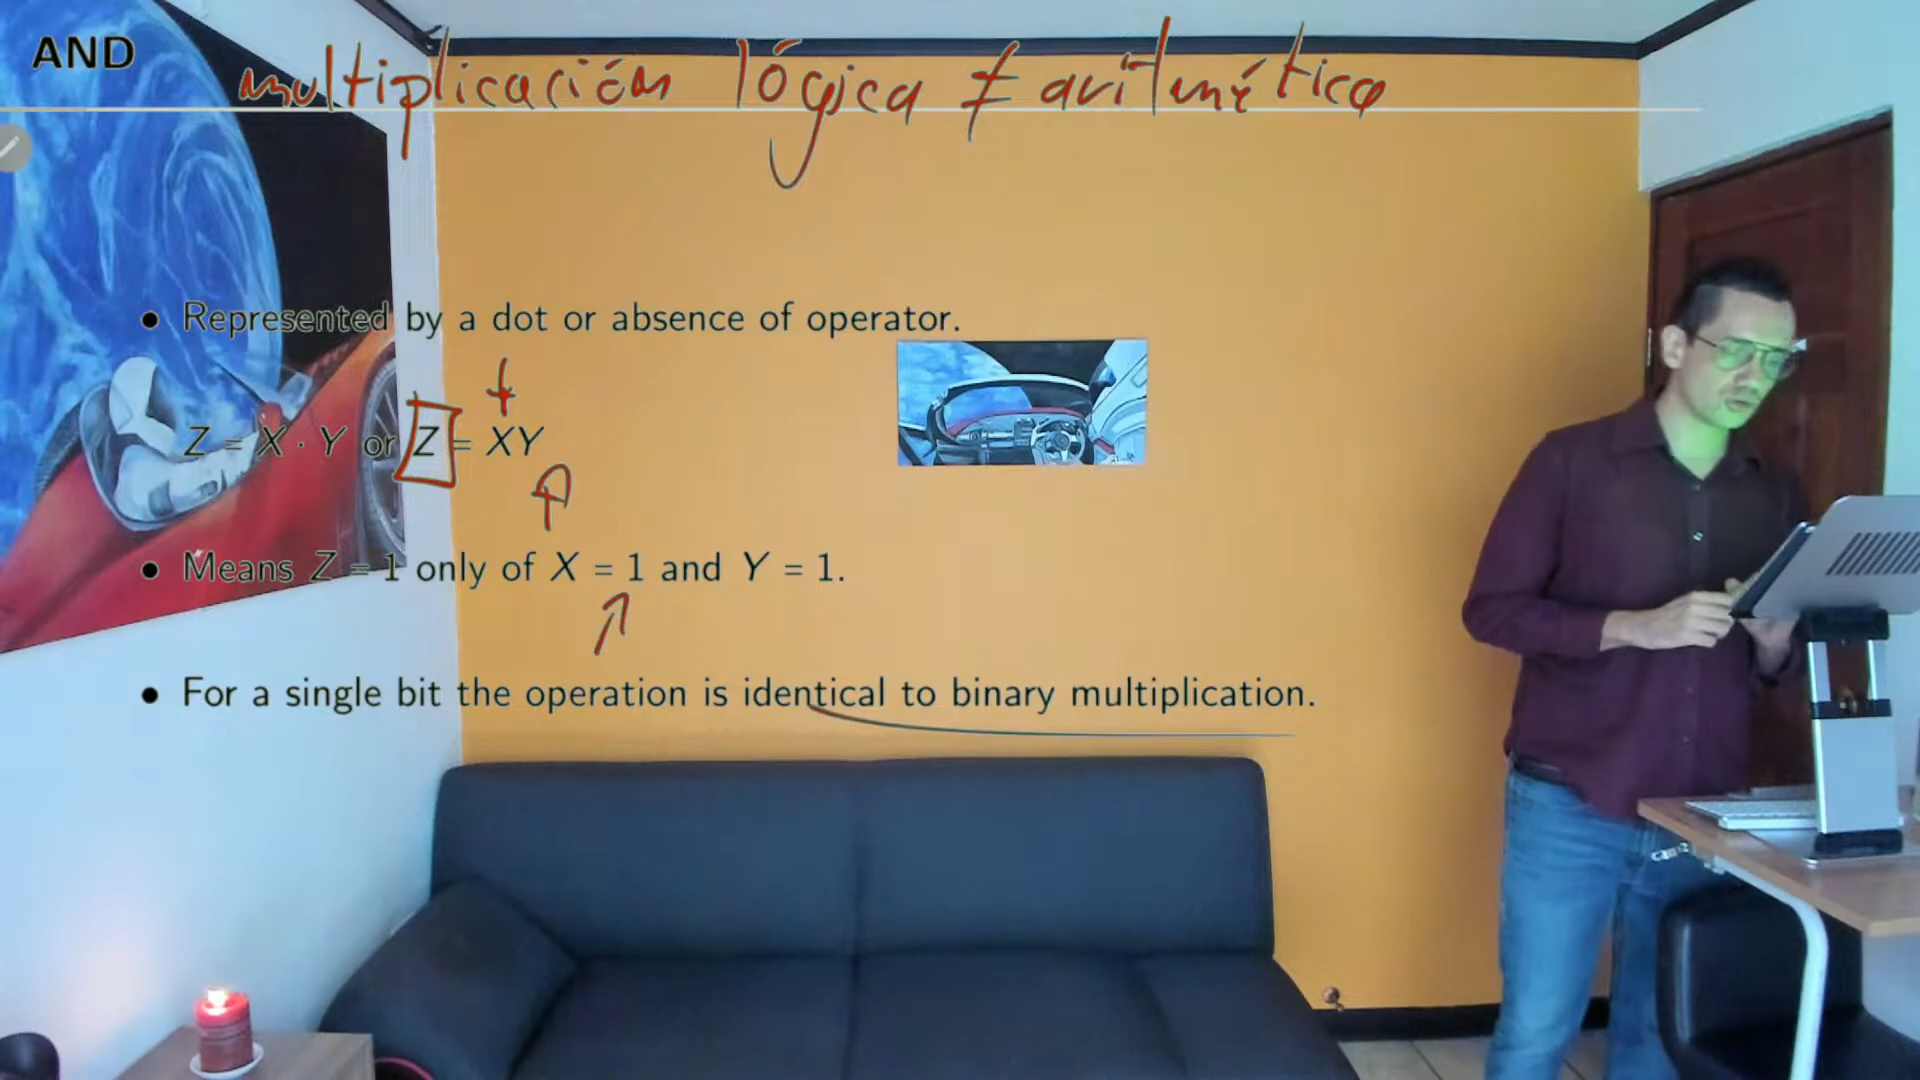 AND
multiplicación lógica ≠ aritmética
• Represented by a dot or absence of operator.
Z = X · Y or Z = XY
• Means Z = 1 only of X = 1 and Y = 1.
• For a single bit the operation is identical to binary multiplication.